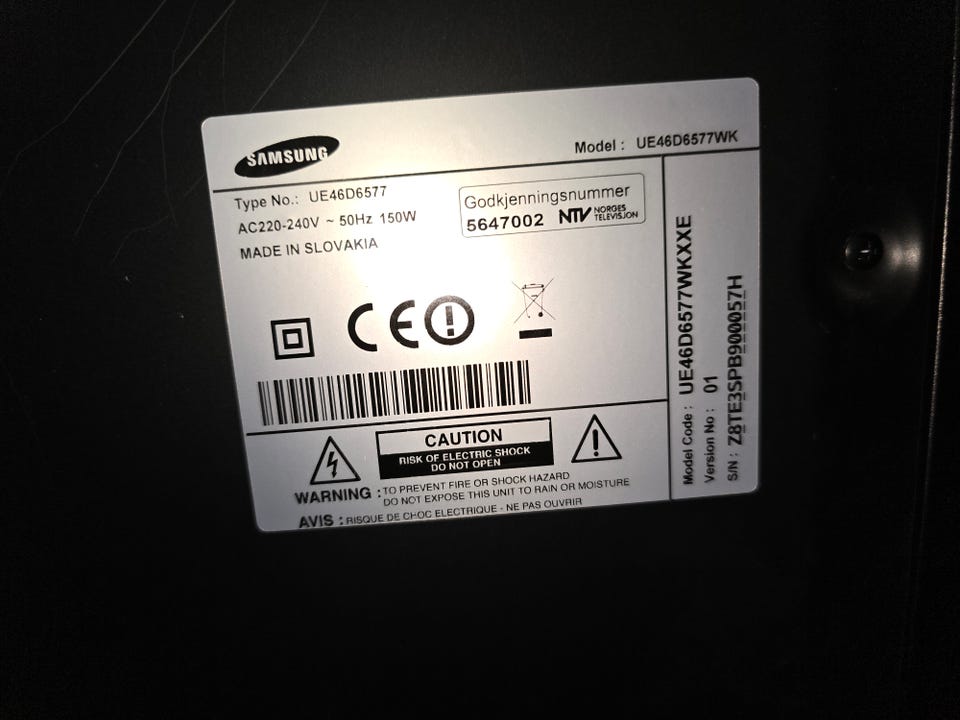 SAMSUNG
Model : UE46D6577WK
Type No.: UE46D6577
AC220-240V ~ 50Hz 150W
MADE IN SLOVAKIA
Godkjenningsnummer
5647002 NTV NORGES TELEVISJON
CE
CAUTION
RISK OF ELECTRIC SHOCK
DO NOT OPEN
WARNING : TO PREVENT FIRE OR SHOCK HAZARD
DO NOT EXPOSE THIS UNIT TO RAIN OR MOISTURE
AVIS : RISQUE DE CHOC ELECTRIQUE - NE PAS OUVRIR
Model Code : UE46D6577WKXXE
Version No : 01
S/N : Z8TE3SPB900057H